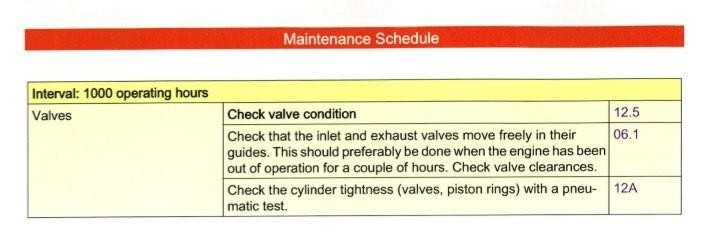 Maintenance Schedule
Interval: 1000 operating hours
Valves
Check valve condition
12.5
Check that the inlet and exhaust valves move freely in their
06.1
guides. This should preferably be done when the engine has been
out of operation for a couple of hours. Check valve clearances.
Check the cylinder tightness (valves, piston rings) with a pneu-
12A
matic test.